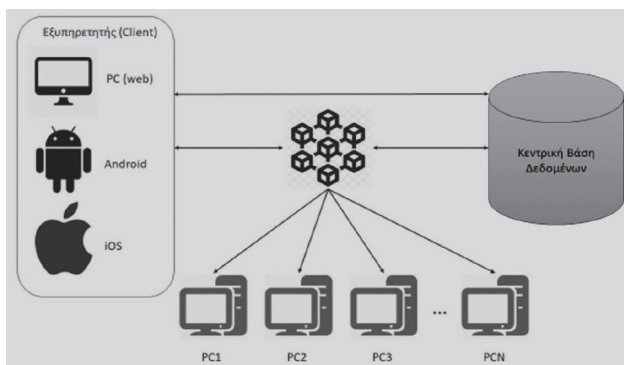 Εξυπηρετητής (Client)
PC (web)
Android
iOS
Κεντρική Βάση
Δεδομένων
PC1
PC2
PC3
...
PCN